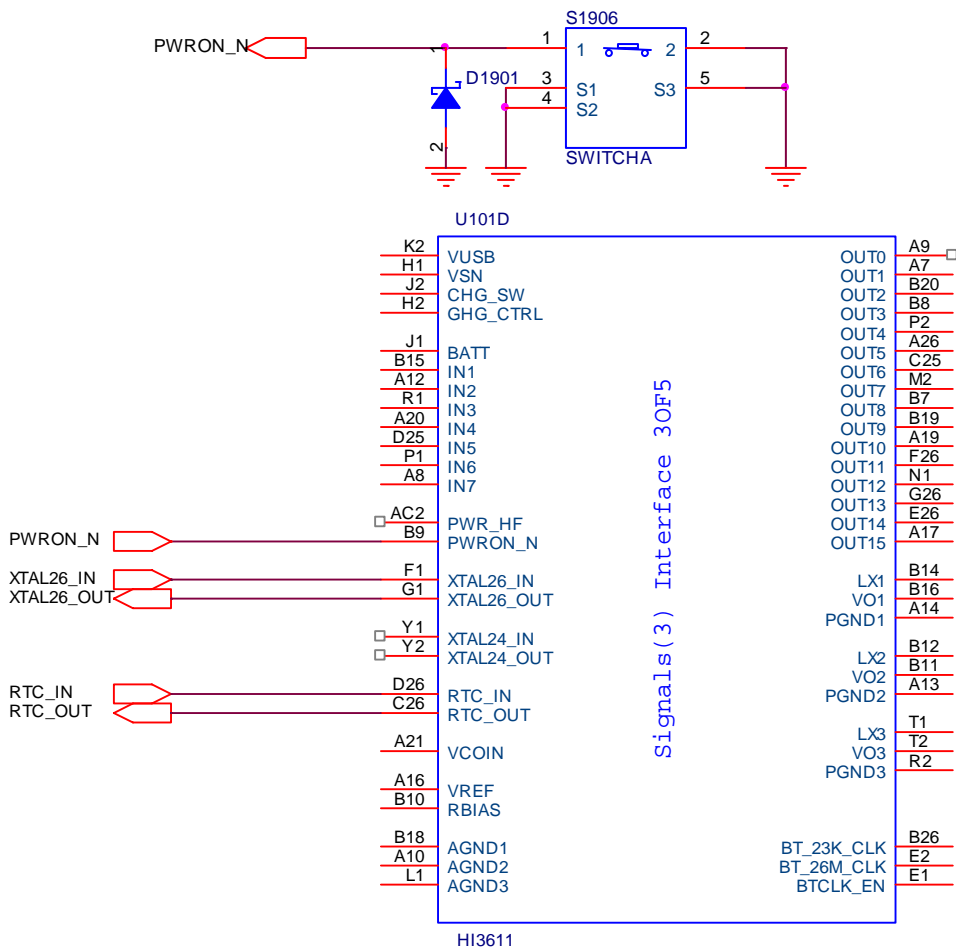 S1906
PWRON_N
1
1
1
2
2
D1901
3
S1
S3
5
4
S2
2
SWITCHA
U101D
K2 VUSB OUT0 A9
H1 VSN OUT1 A7
J2 CHG_SW OUT2 B20
H2 GHG_CTRL OUT3 B8
OUT4 P2
J1 BATT OUT5 A26
B15 IN1 OUT6 C25
A12 IN2 OUT7 M2
R1 IN3 OUT8 B7
A20 IN4 OUT9 B19
D25 IN5 OUT10 A19
P1 IN6 OUT11 F26
A8 IN7 OUT12 N1
OUT13 G26
AC2 PWR_HF OUT14 E26
PWRON_N B9 PWRON_N OUT15 A17
Signals(3) Interface 3OF5
XTAL26_IN F1 XTAL26_IN LX1 B14
XTAL26_OUT G1 XTAL26_OUT VO1 B16
PGND1 A14
Y1 XTAL24_IN
Y2 XTAL24_OUT LX2 B12
VO2 B11
RTC_IN D26 RTC_IN PGND2 A13
RTC_OUT C26 RTC_OUT
LX3 T1
A21 VCOIN VO3 T2
PGND3 R2
A16 VREF
B10 RBIAS
B18 AGND1 BT_23K_CLK B26
A10 AGND2 BT_26M_CLK E2
L1 AGND3 BTCLK_EN E1
HI3611